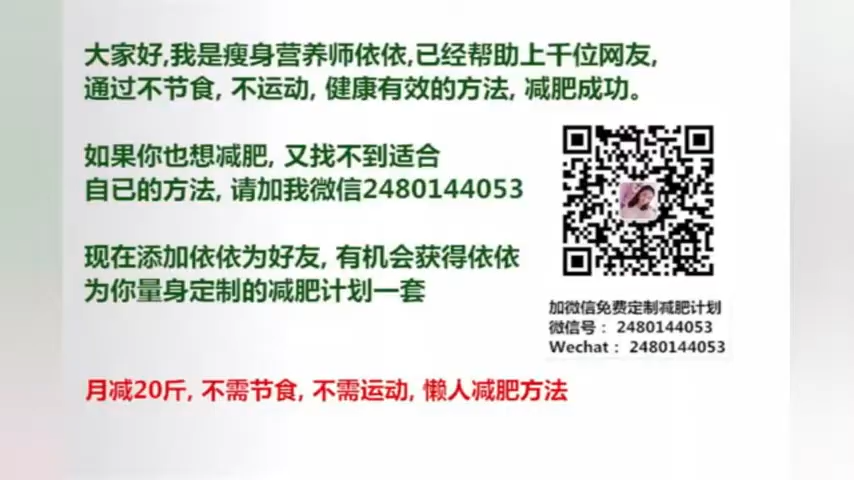 大家好,我是瘦身营养师依依,已经帮助上千位网友,
通过不节食, 不运动, 健康有效的方法, 减肥成功。
如果你也想减肥, 又找不到适合
自已的方法, 请加我微信2480144053
现在添加依依为好友, 有机会获得依依
为你量身定制的减肥计划一套
加微信免费定制减肥计划
微信号： 2480144053
Wechat： 2480144053
月减20斤, 不需节食, 不需运动, 懒人减肥方法